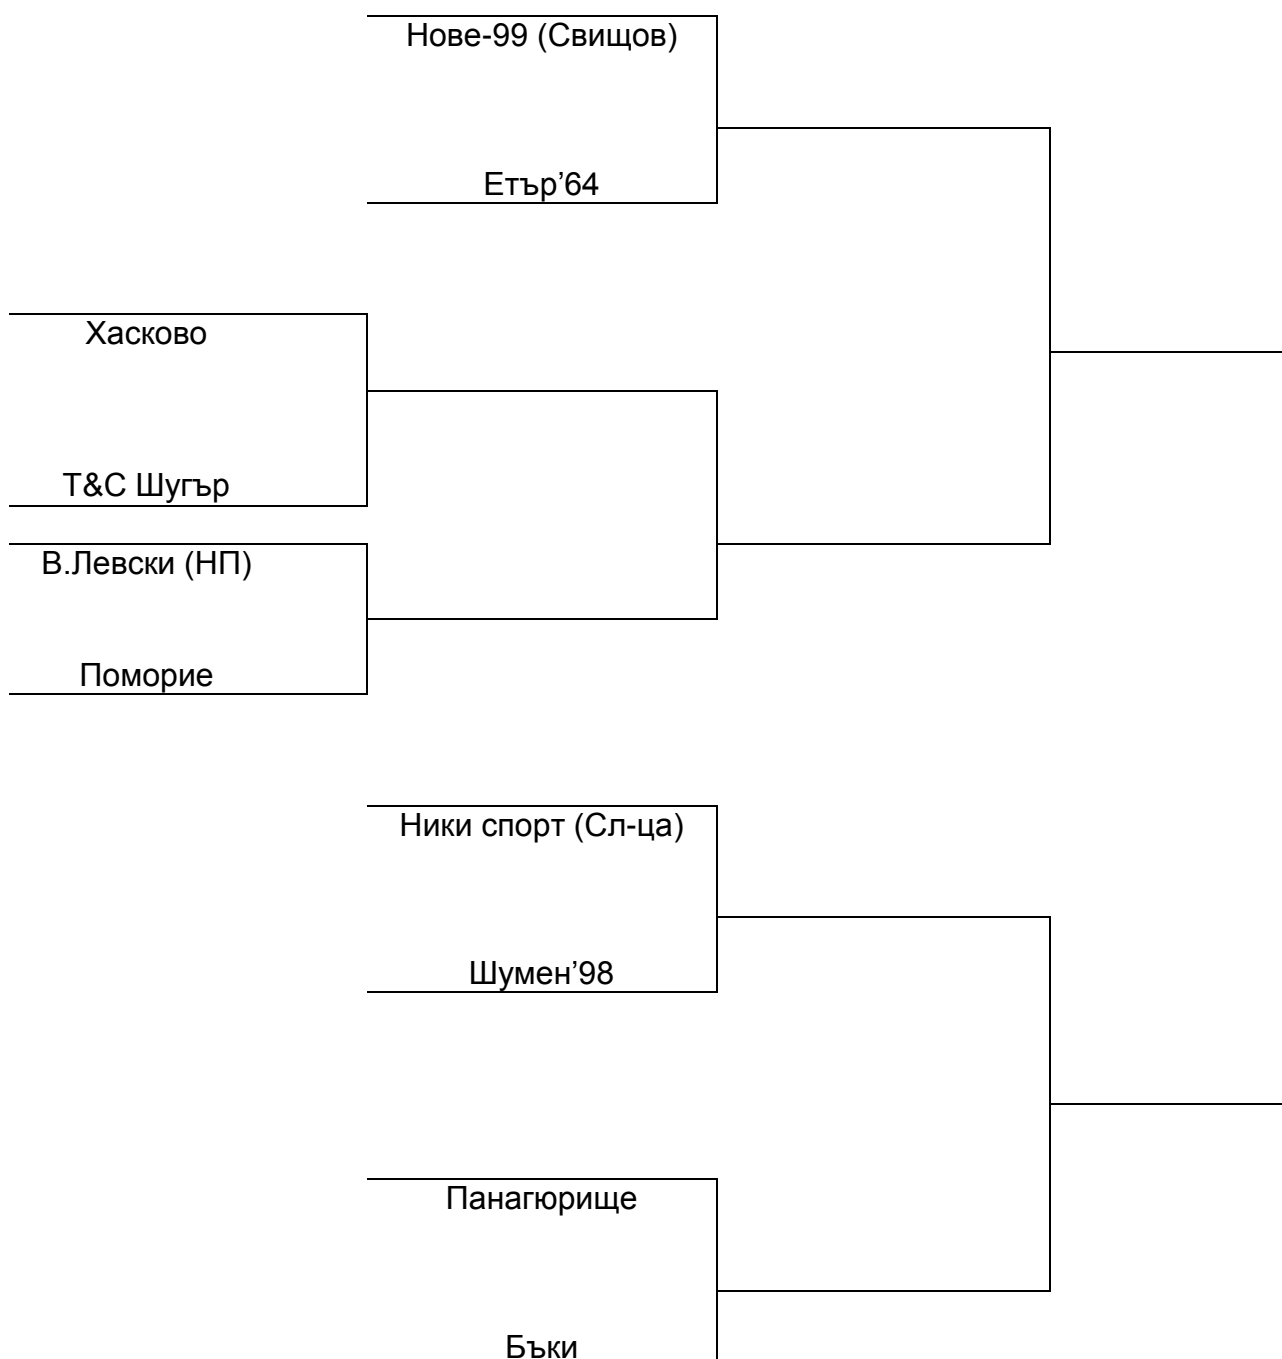 Нове-99 (Свищов)
Етър’64
Хасково
Т&С Шугър
В.Левски (НП)
Поморие
Ники спорт (Сл-ца)
Шумен’98
Панагюрище
Бъки